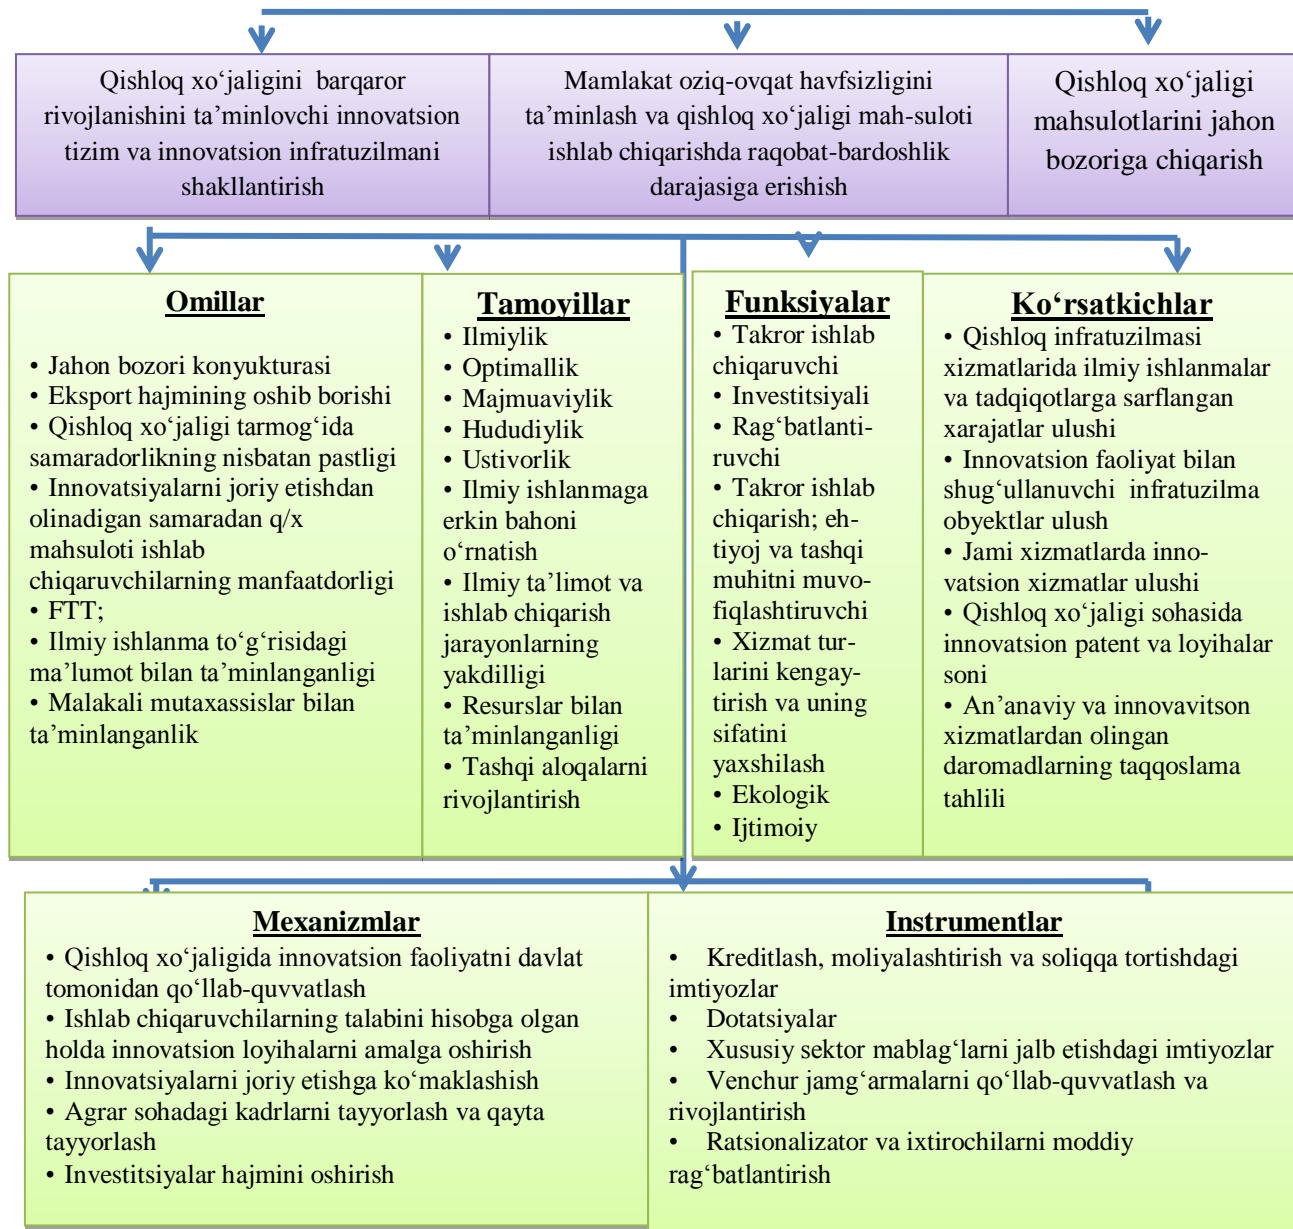 Qishloq xo‘jaligini barqaror
rivojlanishini ta’minlovchi innovatsion
tizim va innovatsion infratuzilmani
shakllantirish
Mamlakat oziq-ovqat havfsizligini
ta’minlash va qishloq xo‘jaligi mah-suloti
ishlab chiqarishda raqobat-bardoshlik
darajasiga erishish
Qishloq xo‘jaligi
mahsulotlarini jahon
bozoriga chiqarish
Omillar
• Jahon bozori konyukturasi
• Eksport hajmining oshib borishi
• Qishloq xo‘jaligi tarmog‘ida
samaradorlikning nisbatan pastligi
• Innovatsiyalarni joriy etishdan
olinadigan samaradan q/x
mahsuloti ishlab
chiqaruvchilarning manfaatdorligi
• FTT;
• Ilmiy ishlanma to‘g‘risidagi
ma’lumot bilan ta’minlanganligi
• Malakali mutaxassislar bilan
ta’minlanganlik
Tamoyillar
• Ilmiylik
• Optimallik
• Majmuaviylik
• Hududiylik
• Ustivorlik
• Ilmiy ishlanmaga
erkin bahoni
o‘rnatish
• Ilmiy ta’limot va
ishlab chiqarish
jarayonlarning
yakdilligi
• Resurslar bilan
ta’minlanganligi
• Tashqi aloqalarni
rivojlantirish
Funksiyalar
• Takror ishlab
chiqaruvchi
• Investitsiyali
• Rag‘batlanti-
ruvchi
• Takror ishlab
chiqarish; eh-
tiyoj va tashqi
muhitni muvo-
fiqlashtiruvchi
• Xizmat tur-
larini kengay-
tirish va uning
sifatini
yaxshilash
• Ekologik
• Ijtimoiy
Ko‘rsatkichlar
• Qishloq infratuzilmasi
xizmatlarida ilmiy ishlanmalar
va tadqiqotlarga sarflangan
xarajatlar ulushi
• Innovatsion faoliyat bilan
shug‘ullanuvchi infratuzilma
obyektlar ulush
• Jami xizmatlarda inno-
vatsion xizmatlar ulushi
• Qishloq xo‘jaligi sohasida
innovatsion patent va loyihalar
soni
• An’anaviy va innovavitson
xizmatlardan olingan
daromadlarning taqqoslama
tahlili
Mexanizmlar
• Qishloq xo‘jaligida innovatsion faoliyatni davlat
tomonidan qo‘llab-quvvatlash
• Ishlab chiqaruvchilarning talabini hisobga olgan
holda innovatsion loyihalarni amalga oshirish
• Innovatsiyalarni joriy etishga ko‘maklashish
• Agrar sohadagi kadrlarni tayyorlash va qayta
tayyorlash
• Investitsiyalar hajmini oshirish
Instrumentlar
• Kreditlash, moliyalashtirish va soliqqa tortishdagi
imtiyozlar
• Dotatsiyalar
• Xususiy sektor mablag‘larni jalb etishdagi imtiyozlar
• Venchur jamg‘armalarni qo‘llab-quvvatlash va
rivojlantirish
• Ratsionalizator va ixtirochilarni moddiy
rag‘batlantirish